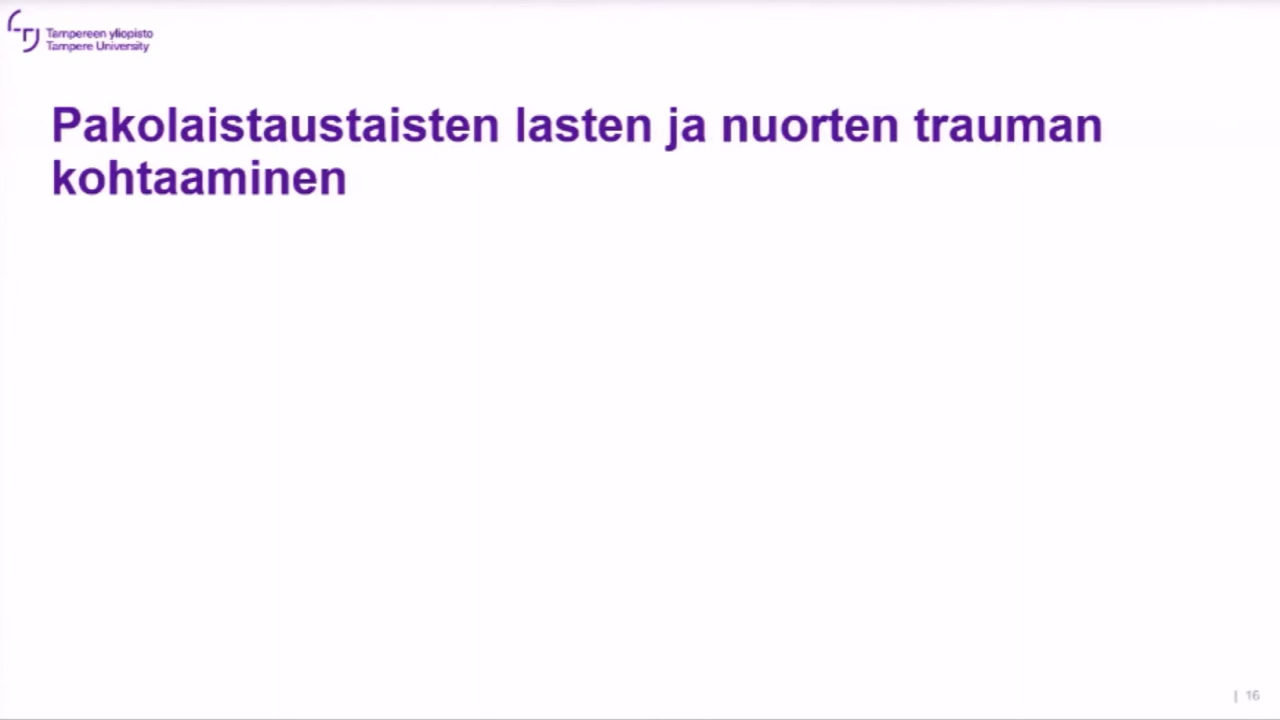 Tampereen yliopisto
Tampere University
Pakolaistaustaisten lasten ja nuorten trauman
kohtaaminen
| 16